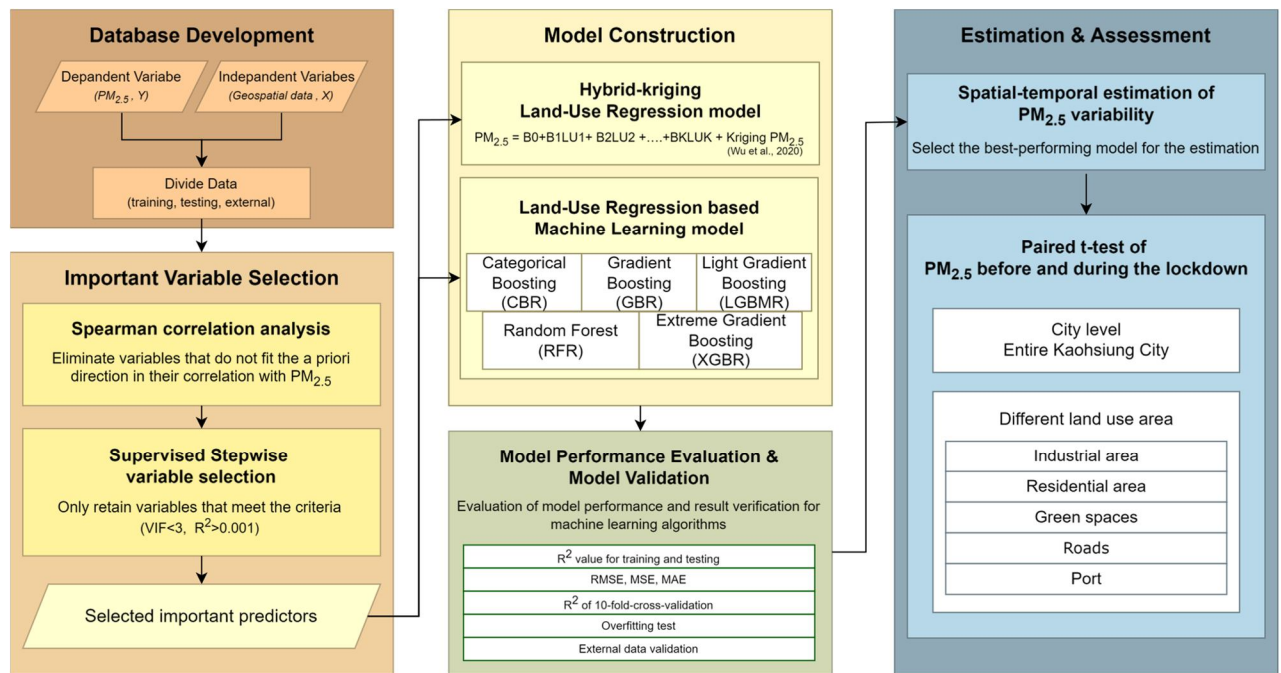 Database Development
Depandent Variabe
(PM2.5 , Y)
Independant Variabes
(Geospatial data , X)
Divide Data
(training, testing, external)
Important Variable Selection
Spearman correlation analysis
Eliminate variables that do not fit the a priori
direction in their correlation with PM2.5
Supervised Stepwise
variable selection
Only retain variables that meet the criteria
(VIF<3, R2>0.001)
Selected important predictors
Model Construction
Hybrid-kriging
Land-Use Regression model
PM2.5 = B0+B1LU1+ B2LU2 +....+BKLUK + Kriging PM2.5
(Wu et al., 2020)
Land-Use Regression based
Machine Learning model
Categorical
Boosting
(CBR)
Gradient
Boosting
(GBR)
Light Gradient
Boosting
(LGBMR)
Random Forest
(RFR)
Extreme Gradient
Boosting
(XGBR)
Model Performance Evaluation &
Model Validation
Evaluation of model performance and result verification for
machine learning algorithms
R2 value for training and testing
RMSE, MSE, MAE
R2 of 10-fold-cross-validation
Overfitting test
External data validation
Estimation & Assessment
Spatial-temporal estimation of
PM2.5 variability
Select the best-performing model for the estimation
Paired t-test of
PM2.5 before and during the lockdown
City level
Entire Kaohsiung City
Different land use area
Industrial area
Residential area
Green spaces
Roads
Port